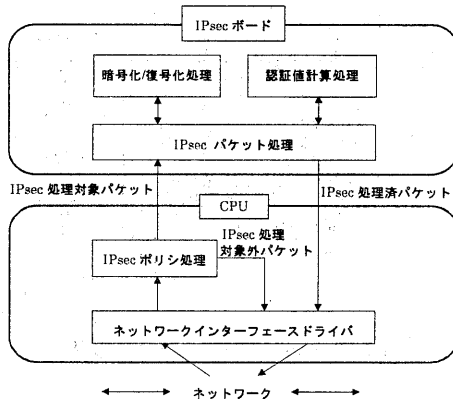 IPsec ボード
暗号化/復号化処理
認証値計算処理
IPsec パケット処理
IPsec 処理対象パケット
IPsec 処理済パケット
CPU
IPsec 処理
対象外パケット
IPsec ポリシ処理
ネットワークインターフェースドライバ
ネットワーク